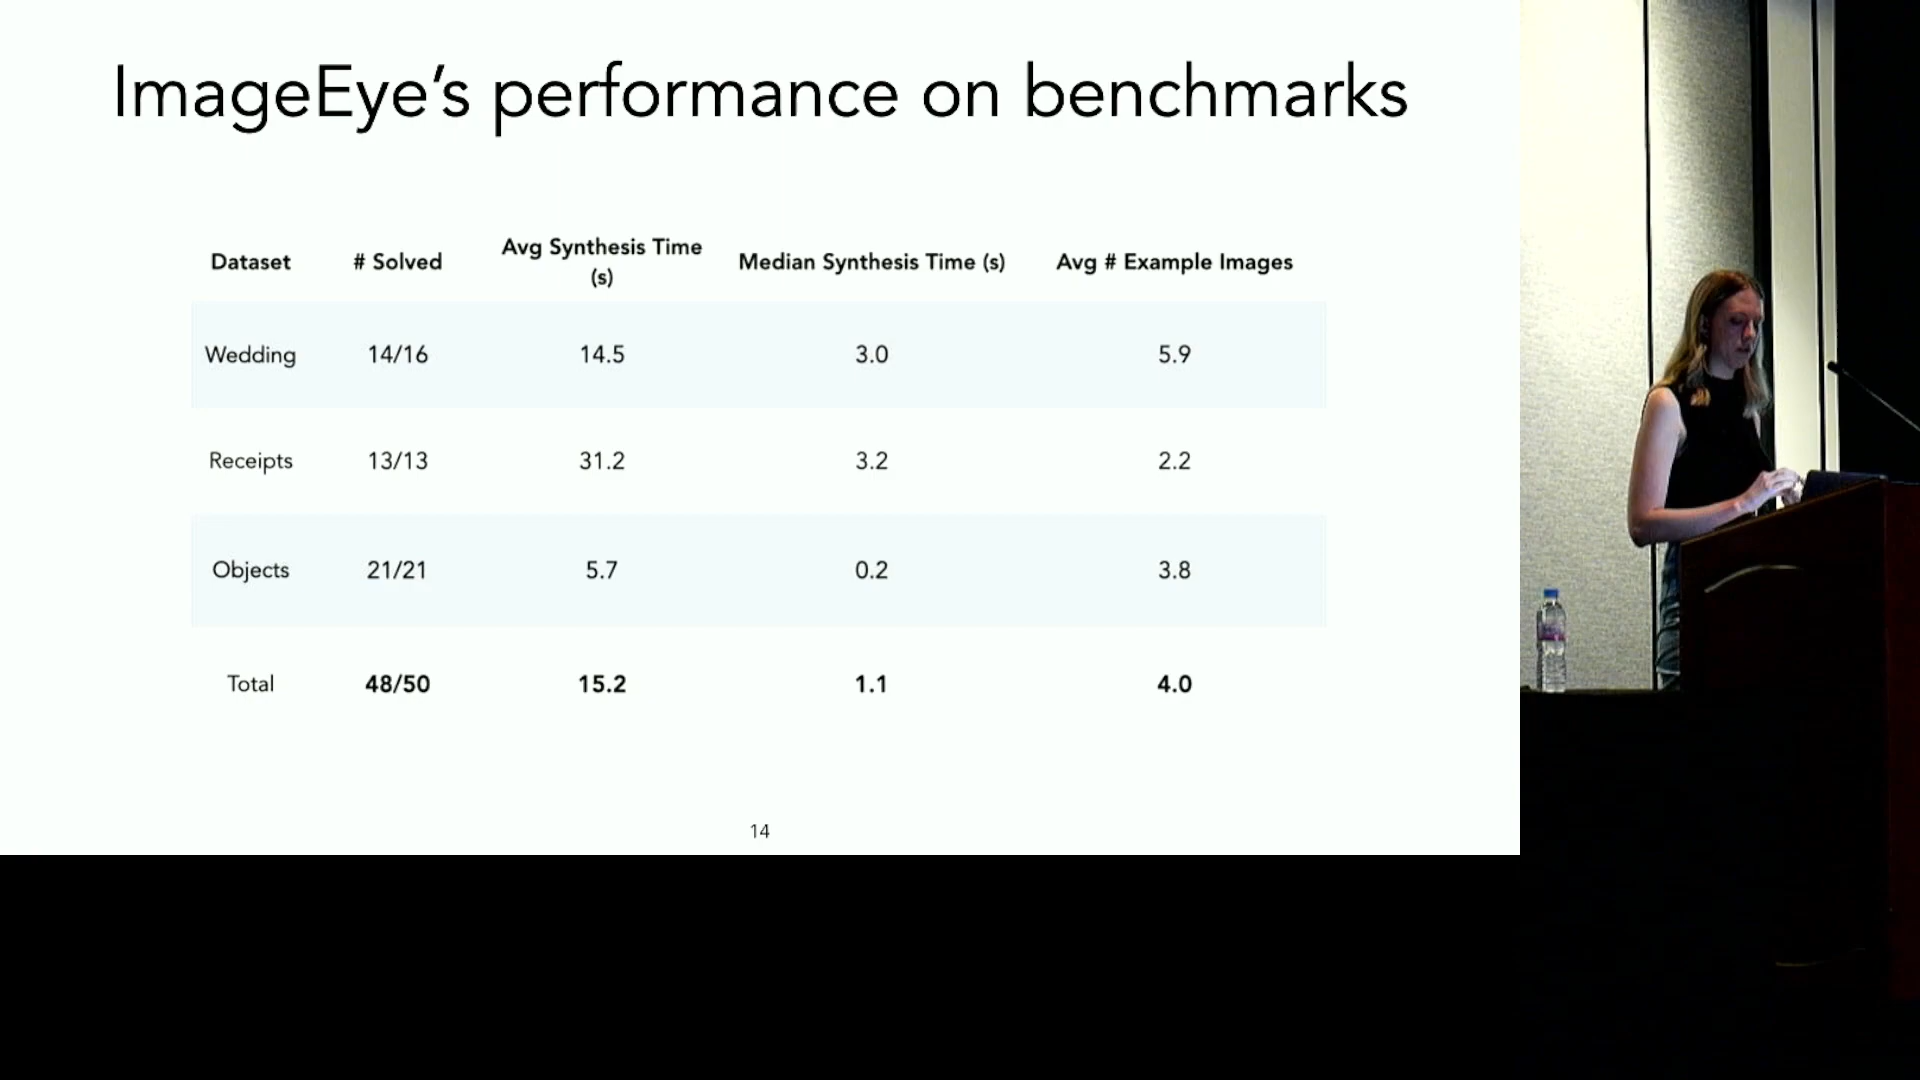 ImageEye's performance on benchmarks
Dataset # Solved Avg Synthesis Time (s) Median Synthesis Time (s) Avg # Example Images
Wedding 14/16 14.5 3.0 5.9
Receipts 13/13 31.2 3.2 2.2
Objects 21/21 5.7 0.2 3.8
Total 48/50 15.2 1.1 4.0
14